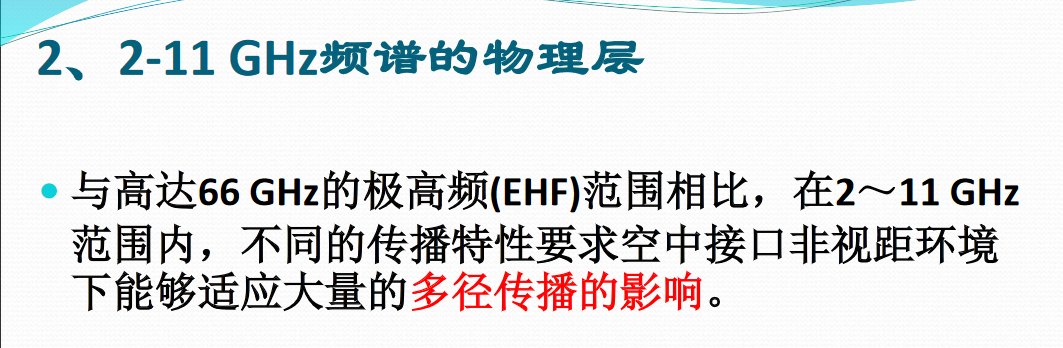 2、2-11 GHz频谱的物理层
• 与高达66 GHz的极高频(EHF)范围相比，在2～11 GHz
范围内，不同的传播特性要求空中接口非视距环境
下能够适应大量的多径传播的影响。